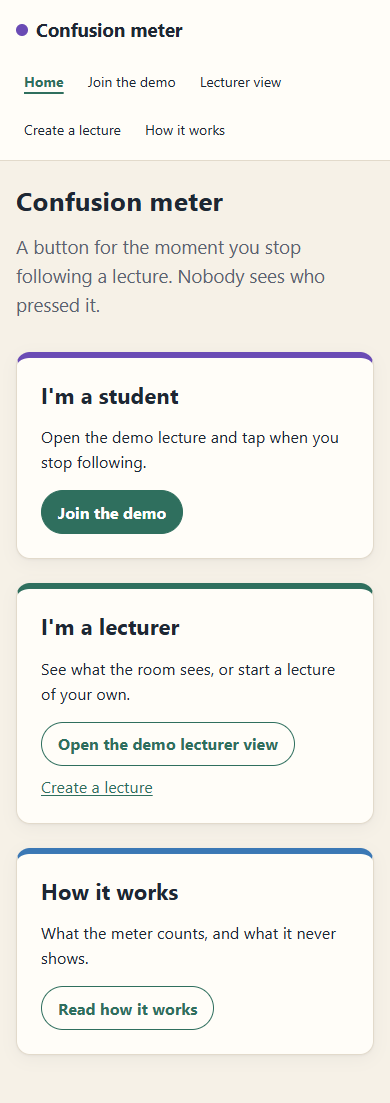 Confusion meter
Home Join the demo Lecturer view
Create a lecture How it works
Confusion meter
A button for the moment you stop
following a lecture. Nobody sees who
pressed it.
I'm a student
Open the demo lecture and tap when you
stop following.
Join the demo
I'm a lecturer
See what the room sees, or start a lecture
of your own.
Open the demo lecturer view
Create a lecture
How it works
What the meter counts, and what it never
shows.
Read how it works